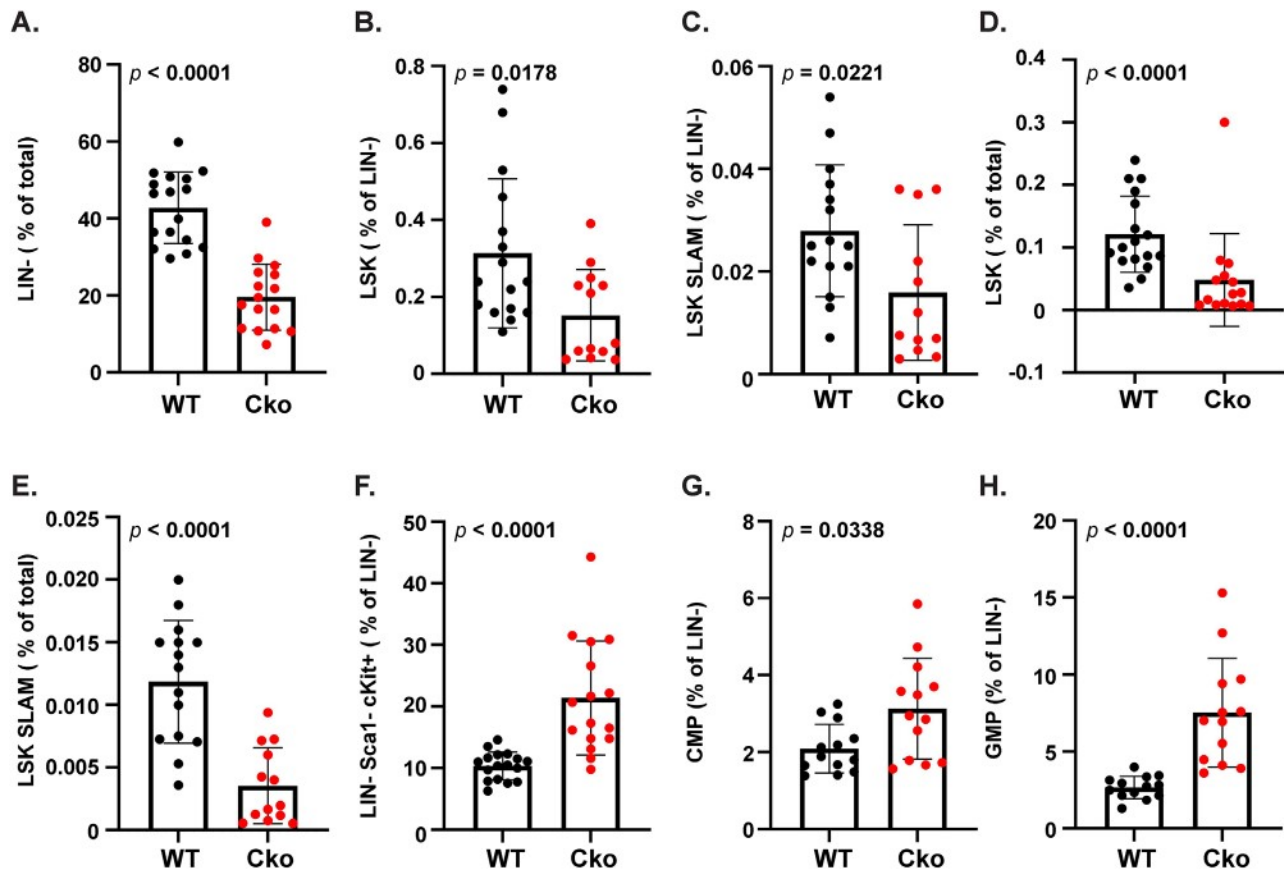 A.
LIN- ( % of total)
p < 0.0001
80
60
40
20
0
WT Cko
B.
LSK ( % of LIN-)
p = 0.0178
0.8
0.6
0.4
0.2
0
WT Cko
C.
LSK SLAM ( % of LIN-)
p = 0.0221
0.06
0.04
0.02
0
WT Cko
D.
LSK ( % of total)
p < 0.0001
0.4
0.3
0.2
0.1
0
-0.1
WT Cko
E.
LSK SLAM ( % of total)
p < 0.0001
0.025
0.020
0.015
0.010
0.005
0
WT Cko
F.
LIN- Sca1- cKit+ ( % of LIN-)
p < 0.0001
50
40
30
20
10
0
WT Cko
G.
CMP (% of LIN-)
p = 0.0338
8
6
4
2
0
WT Cko
H.
GMP (% of LIN-)
p < 0.0001
20
15
10
5
0
WT Cko